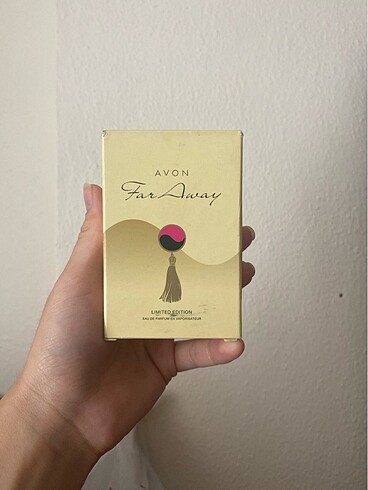 AVON
Far Away
LIMITED EDITION
EAU DE PARFUM EN VAPORISATEUR